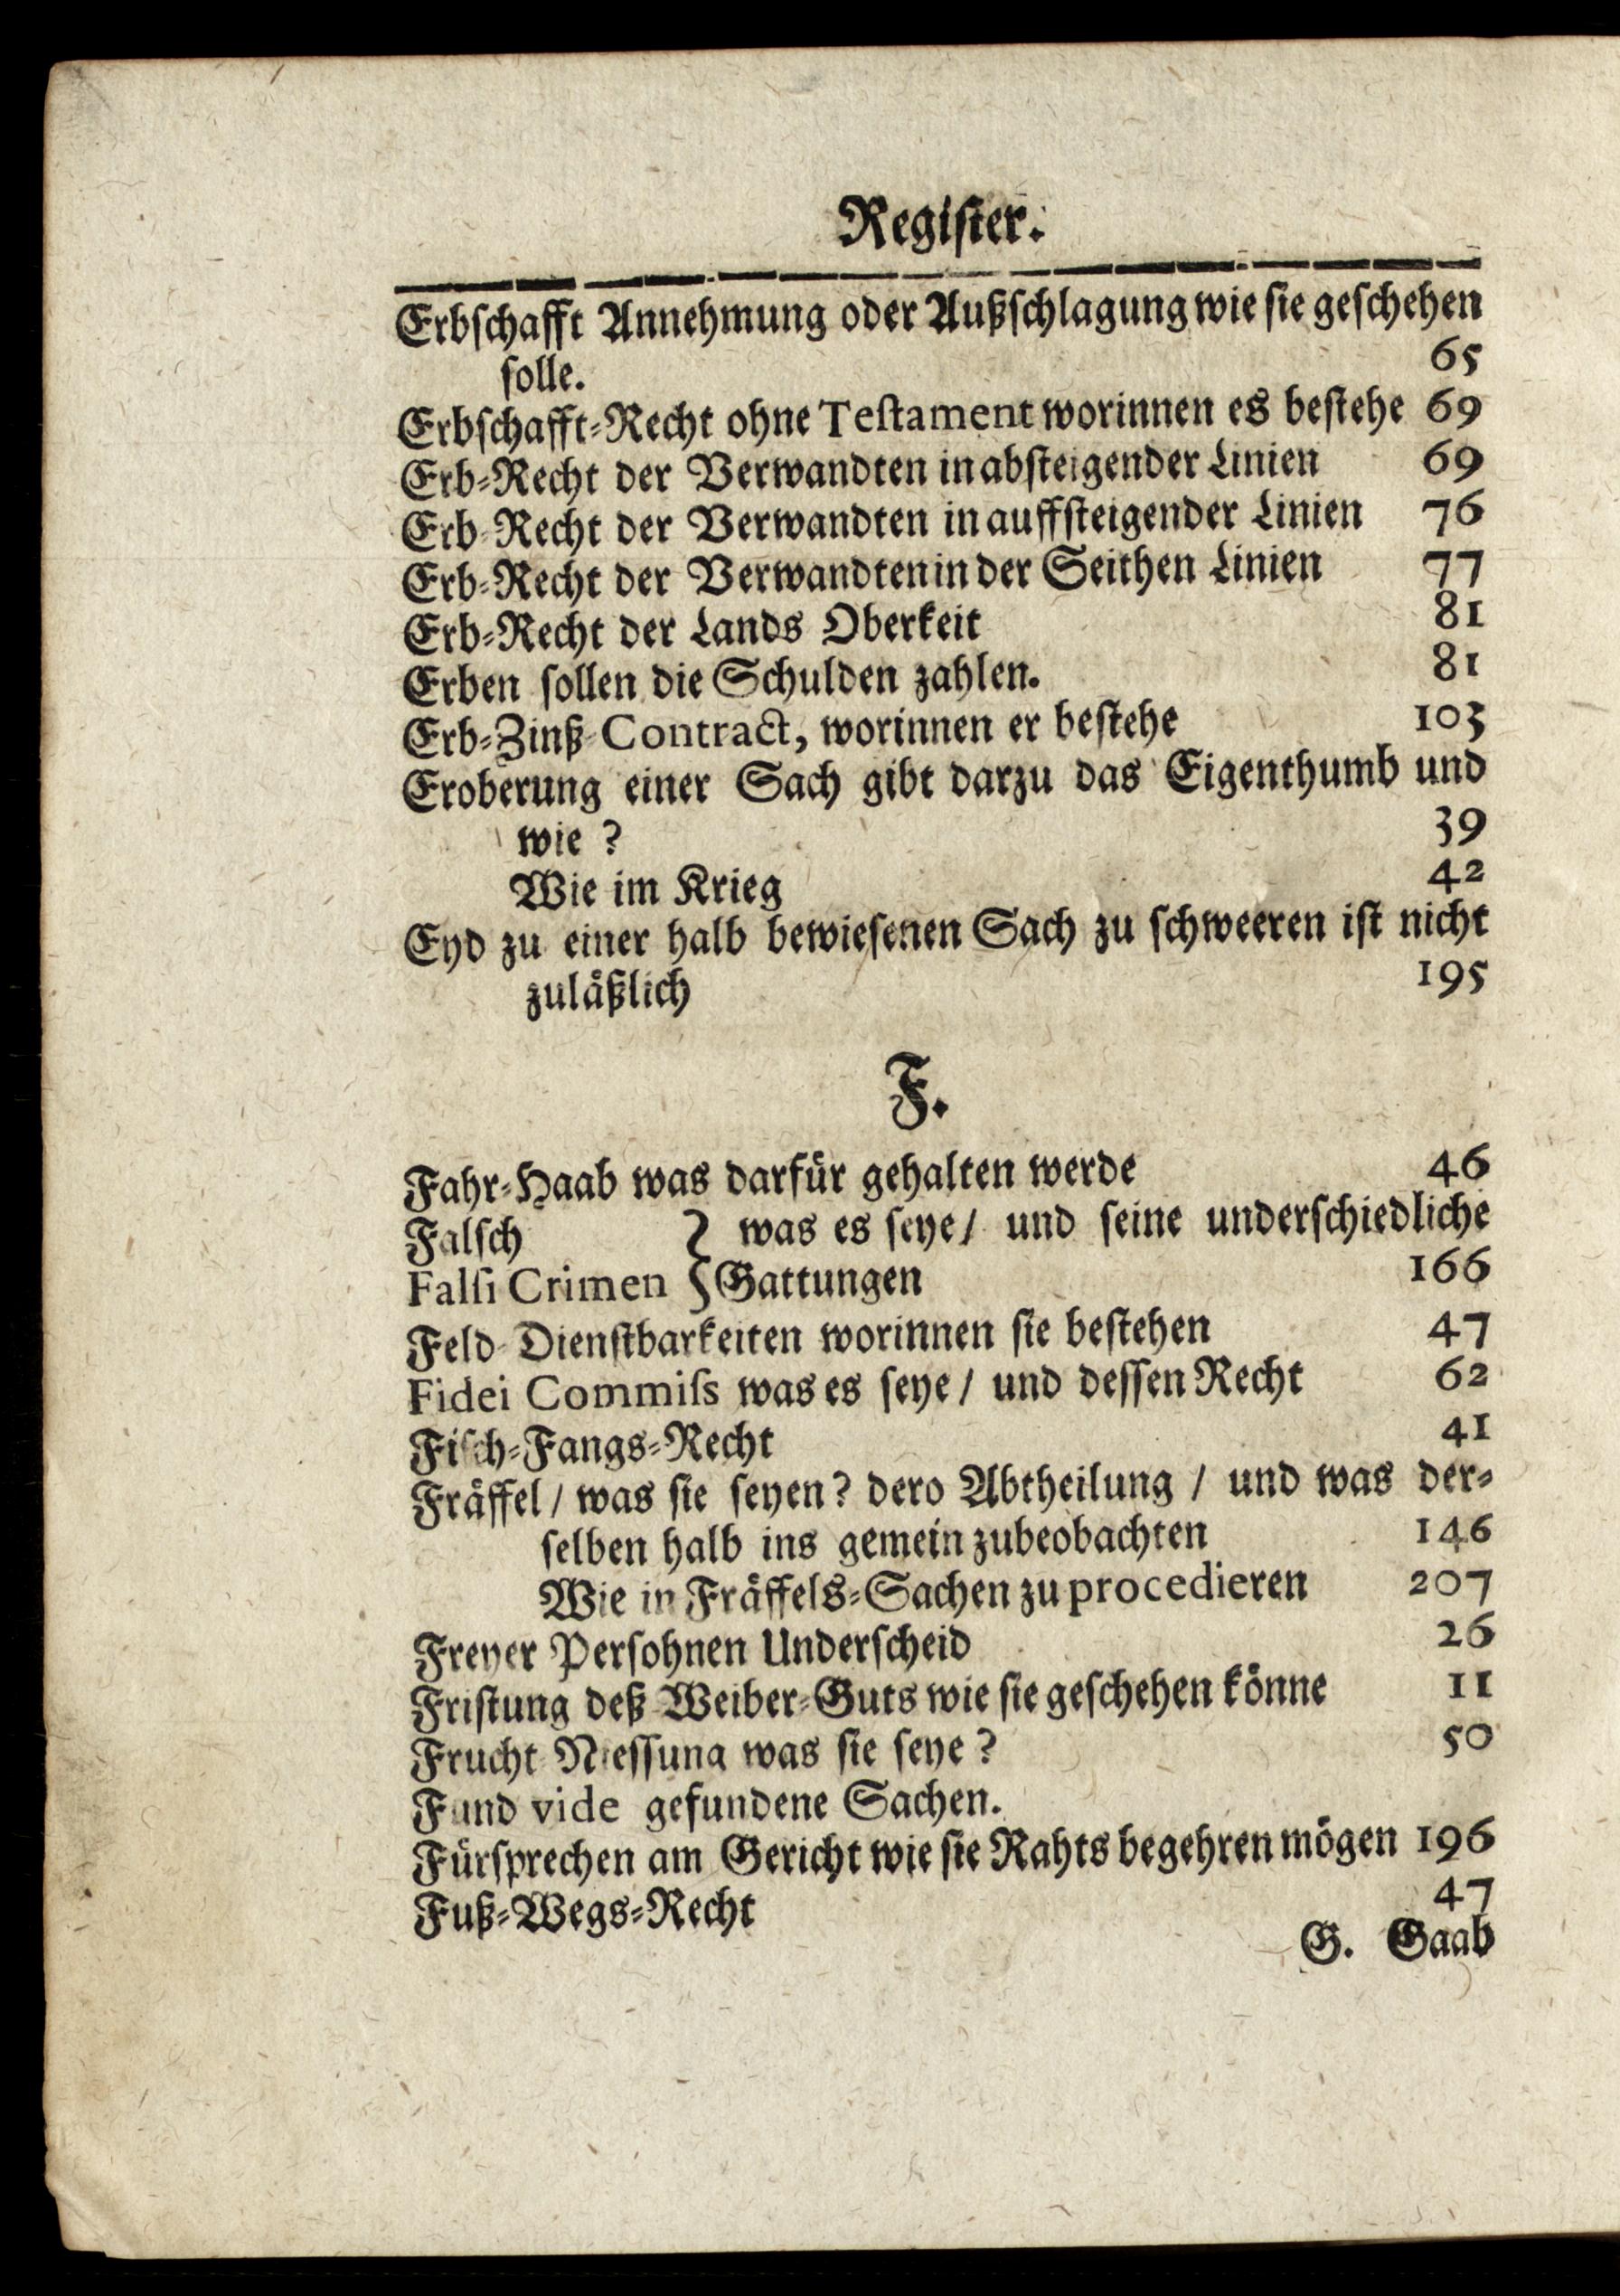 Register.
Erbschafft Annehmung oder Außschlagung wie sie geschehen
solle. 65
Erbschafft-Recht ohne Testament worinnen es bestehe 69
Erb-Recht der Verwandten in absteigender Linien 69
Erb-Recht der Verwandten in auffsteigender Linien 76
Erb-Recht der Verwandten in der Seithen Linien 77
Erb-Recht der Lands Oberkeit 81
Erben sollen die Schulden zahlen. 81
Erb-Zinß-Contract, worinnen er bestehe 103
Eroberung einer Sach gibt darzu das Eigenthumb und
wie ? 39
Wie im Krieg 42
Eyd zu einer halb bewiesenen Sach zu schweeren ist nicht
zuläßlich 195
F.
Fahr-Haab was darfür gehalten werde 46
Falsch } was es seye / und seine underschiedliche
Falsi Crimen } Gattungen 166
Feld-Dienstbarkeiten worinnen sie bestehen 47
Fidei Commiss was es seye / und dessen Recht 62
Fisch-Fangs-Recht 41
Fräffel / was sie seyen ? dero Abtheilung / und was der-
selben halb ins gemein zubeobachten 146
Wie in Fräffels-Sachen zu procedieren 207
Freyer Persohnen Underscheid 26
Fristung deß Weiber-Guts wie sie geschehen könne 11
Frucht-Niessung was sie seye ? 50
Fund vide gefundene Sachen.
Fürsprechen am Gericht wie sie Rahts begehren mögen 196
Fuß-Wegs-Recht 47
G. Gaab